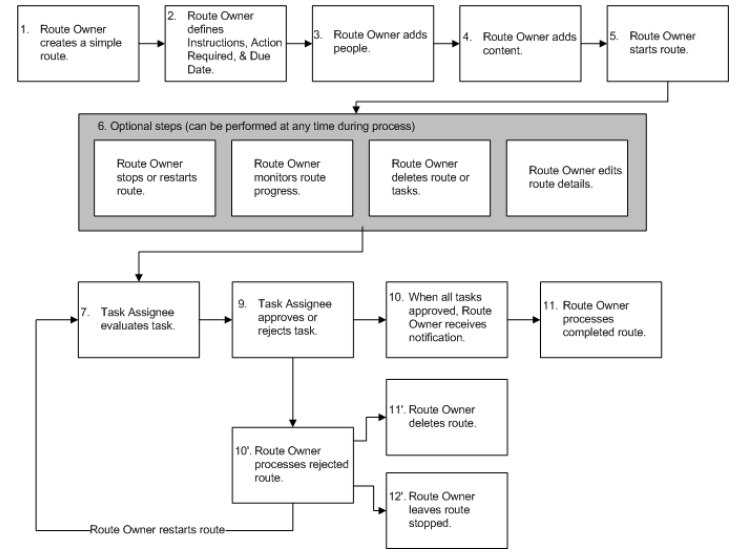 1. Route Owner
creates a simple
route.
2. Route Owner
defines
Instructions, Action
Required, & Due
Date.
3. Route Owner adds
people.
4. Route Owner adds
content.
5. Route Owner
starts route.
6. Optional steps (can be performed at any time during process)
Route Owner
stops or restarts
route.
Route Owner
monitors route
progress.
Route Owner
deletes route or
tasks.
Route Owner edits
route details.
7. Task Assignee
evaluates task.
9. Task Assignee
approves or
rejects task.
10. When all tasks
approved, Route
Owner receives
notification.
11. Route Owner
processes
completed route.
10'. Route Owner
processes rejected
route.
11'. Route Owner
deletes route.
12'. Route Owner
leaves route
stopped.
Route Owner restarts route